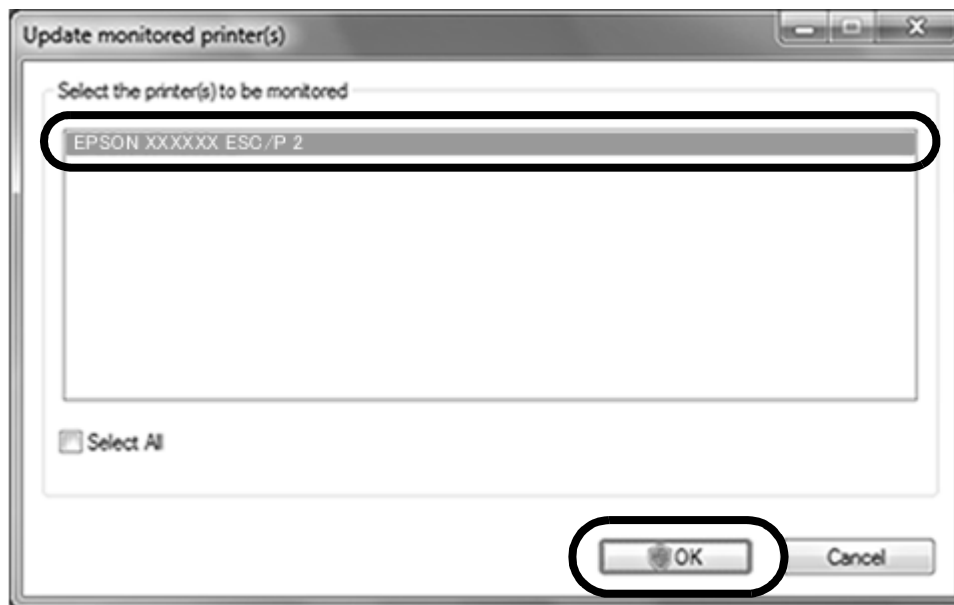 Update monitored printer(s)
Select the printer(s) to be monitored
EPSON XXXXXX ESC/P 2
Select All
OK
Cancel